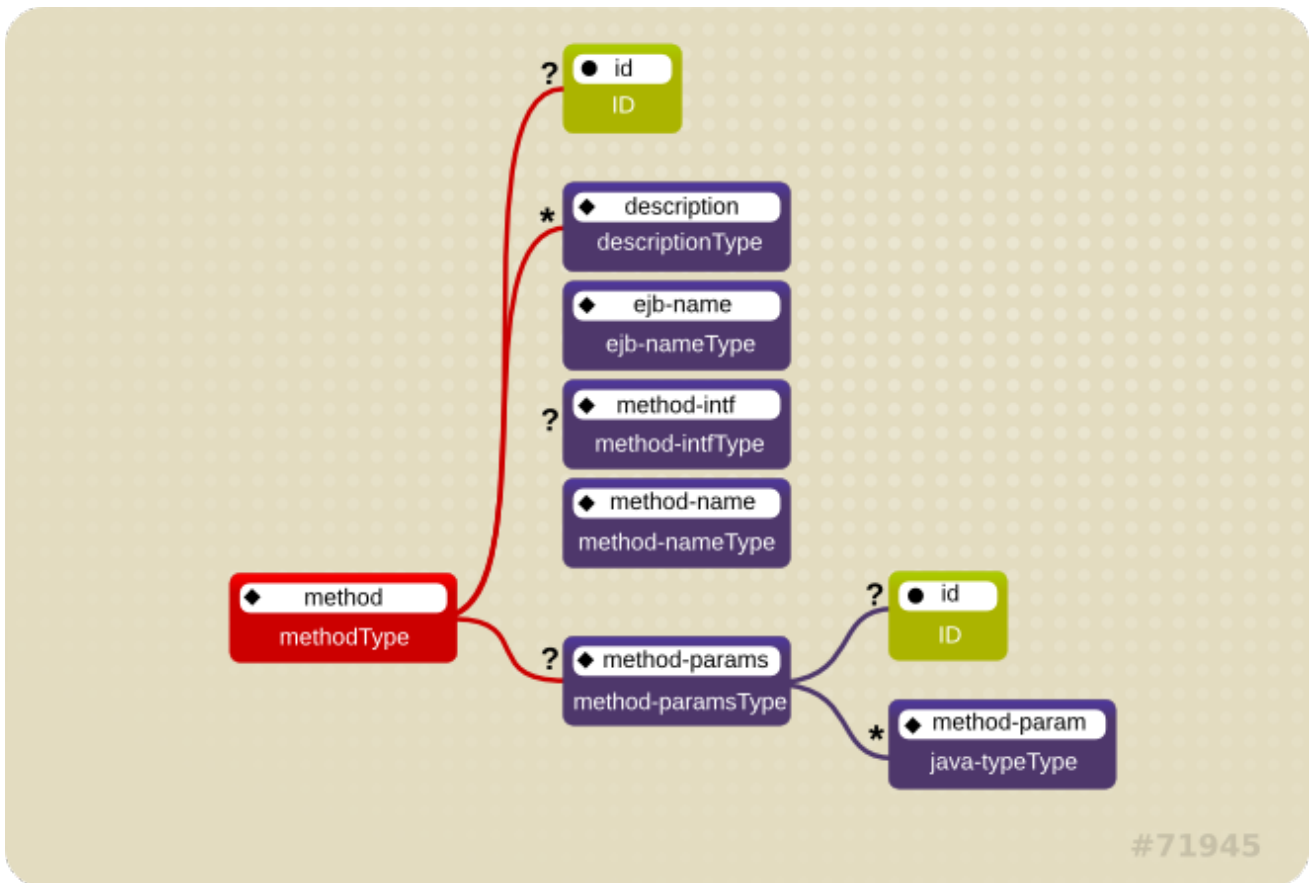 ? id
ID
* description
descriptionType
ejb-name
ejb-nameType
? method-intf
method-intfType
method-name
method-nameType
method
methodType
? method-params
method-paramsType
? id
ID
* method-param
java-typeType
#71945